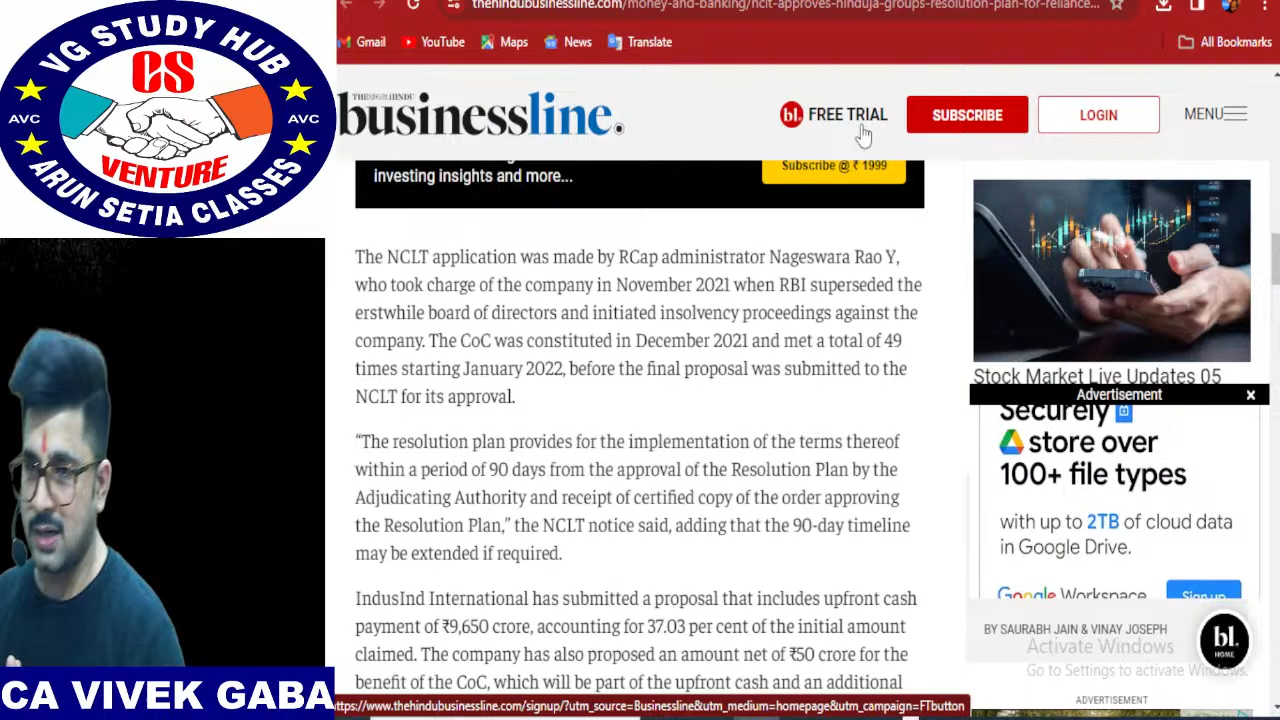 VG STUDY HUB
CS
AVC
AVC
VENTURE
ARUN SETIA CLASSES
CA VIVEK GABA
thehindubusinessline.com/money-and-banking/nclt-approves-hinduja-groups-resolution-plan-for-reliance...
Gmail
YouTube
Maps
News
Translate
All Bookmarks
businessline.
bl. FREE TRIAL
SUBSCRIBE
LOGIN
MENU
investing insights and more...
Subscribe @ ₹ 1999
The NCLT application was made by RCap administrator Nageswara Rao Y,
who took charge of the company in November 2021 when RBI superseded the
erstwhile board of directors and initiated insolvency proceedings against the
company. The CoC was constituted in December 2021 and met a total of 49
times starting January 2022, before the final proposal was submitted to the
NCLT for its approval.
“The resolution plan provides for the implementation of the terms thereof
within a period of 90 days from the approval of the Resolution Plan by the
Adjudicating Authority and receipt of certified copy of the order approving
the Resolution Plan,” the NCLT notice said, adding that the 90-day timeline
may be extended if required.
IndusInd International has submitted a proposal that includes upfront cash
payment of ₹9,650 crore, accounting for 37.03 per cent of the initial amount
claimed. The company has also proposed an amount net of ₹50 crore for the
benefit of the CoC, which will be part of the upfront cash and an additional
https://www.thehindubusinessline.com/signup/?utm_source=Businessline&utm_medium=homepage&utm_campaign=FTbutton
Stock Market Live Updates 05
Advertisement
Securely
store over
100+ file types
with up to 2TB of cloud data
in Google Drive.
Google Workspace
Sign up
BY SAURABH JAIN & VINAY JOSEPH
bl.
HOME
Activate Windows
Go to Settings to activate Windows.
ADVERTISEMENT